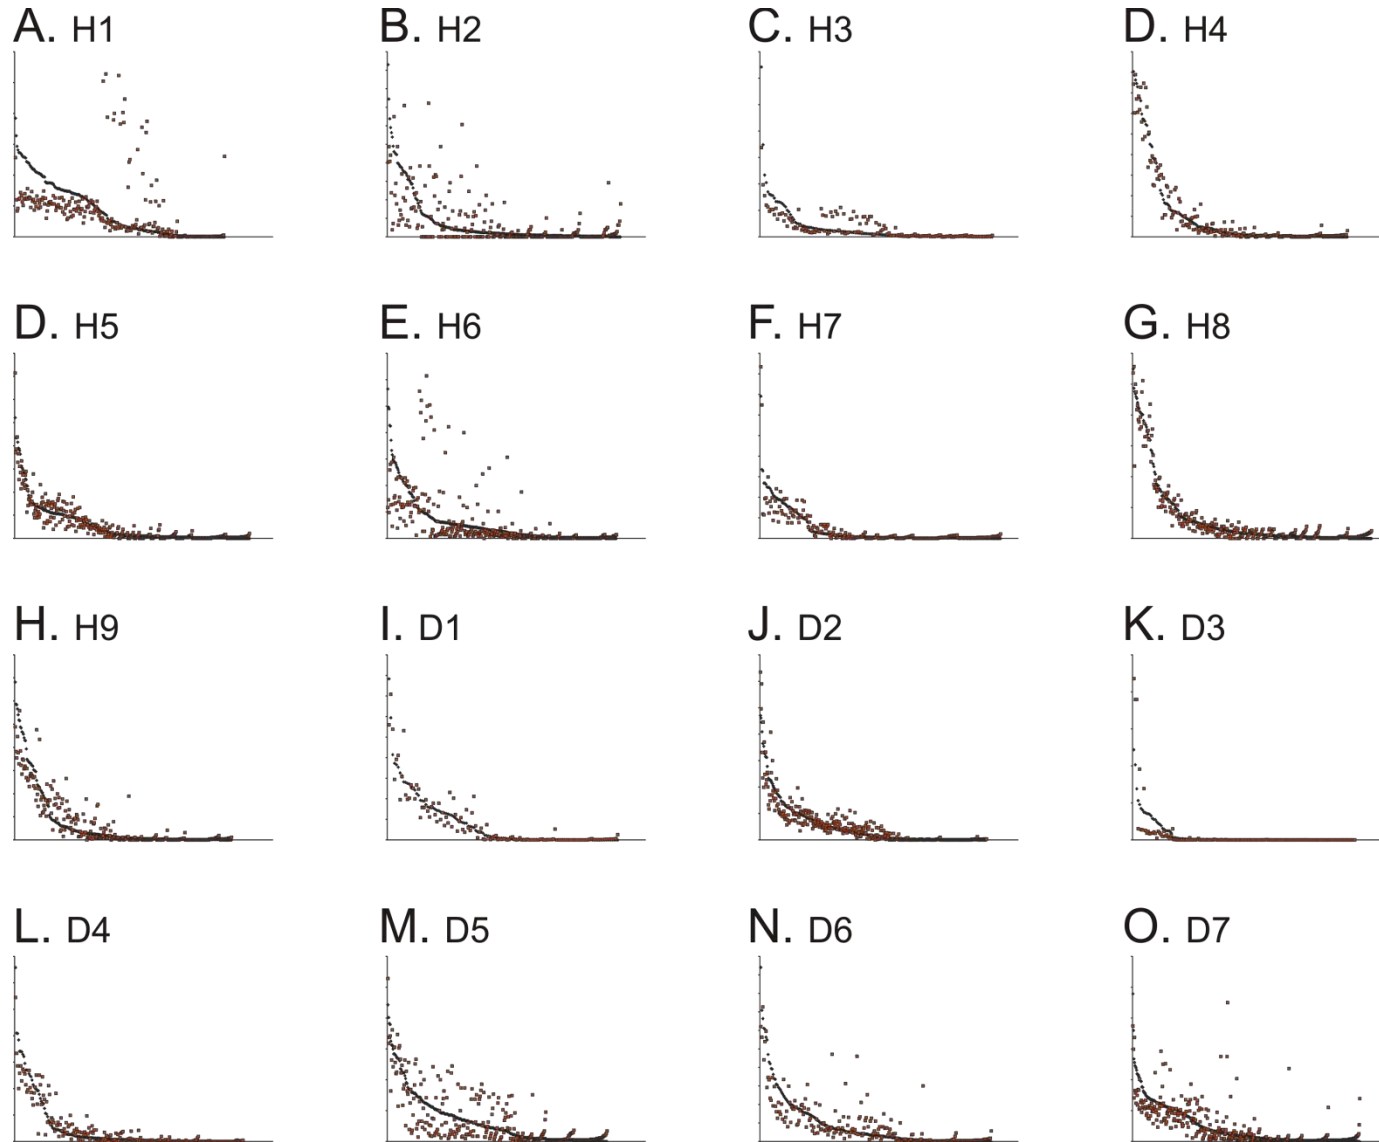 A. H1
B. H2
C. H3
D. H4
D. H5
E. H6
F. H7
G. H8
H. H9
I. D1
J. D2
K. D3
L. D4
M. D5
N. D6
O. D7